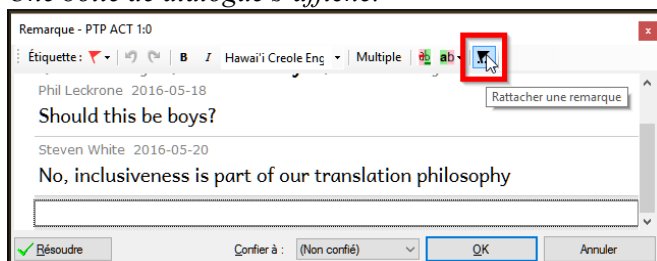 Remarque - PTP ACT 1:0
x
Étiquette : B I Hawai'i Creole Eng Multiple ab ab
Phil Leckrone 2016-05-18
Rattacher une remarque
Should this be boys?
Steven White 2016-05-20
No, inclusiveness is part of our translation philosophy
Résoudre Confier à : (Non confié) OK Annuler